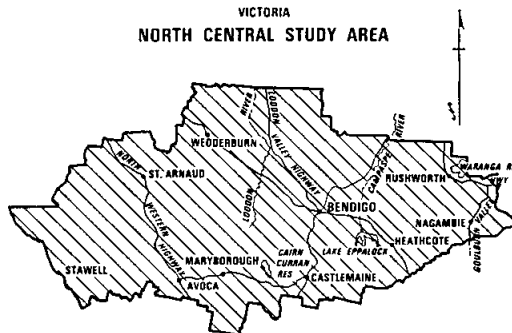 VICTORIA
NORTH CENTRAL STUDY AREA
RIVER
LODDON VALLEY HIGHWAY
WEDDERBURN
NORTH WESTERN HIGHWAY
ST. ARNAUD
LODDON
CAMPASPE RIVER
WARANGA R
HWY
RUSHWORTH
BENDIGO
NAGAMBIE
GOULBURN VALLEY
LAKE EPPALOCK
HEATHCOTE
CAIRN
CURRAN
RES
MARYBOROUGH
STAWELL
AVOCA
CASTLEMAINE